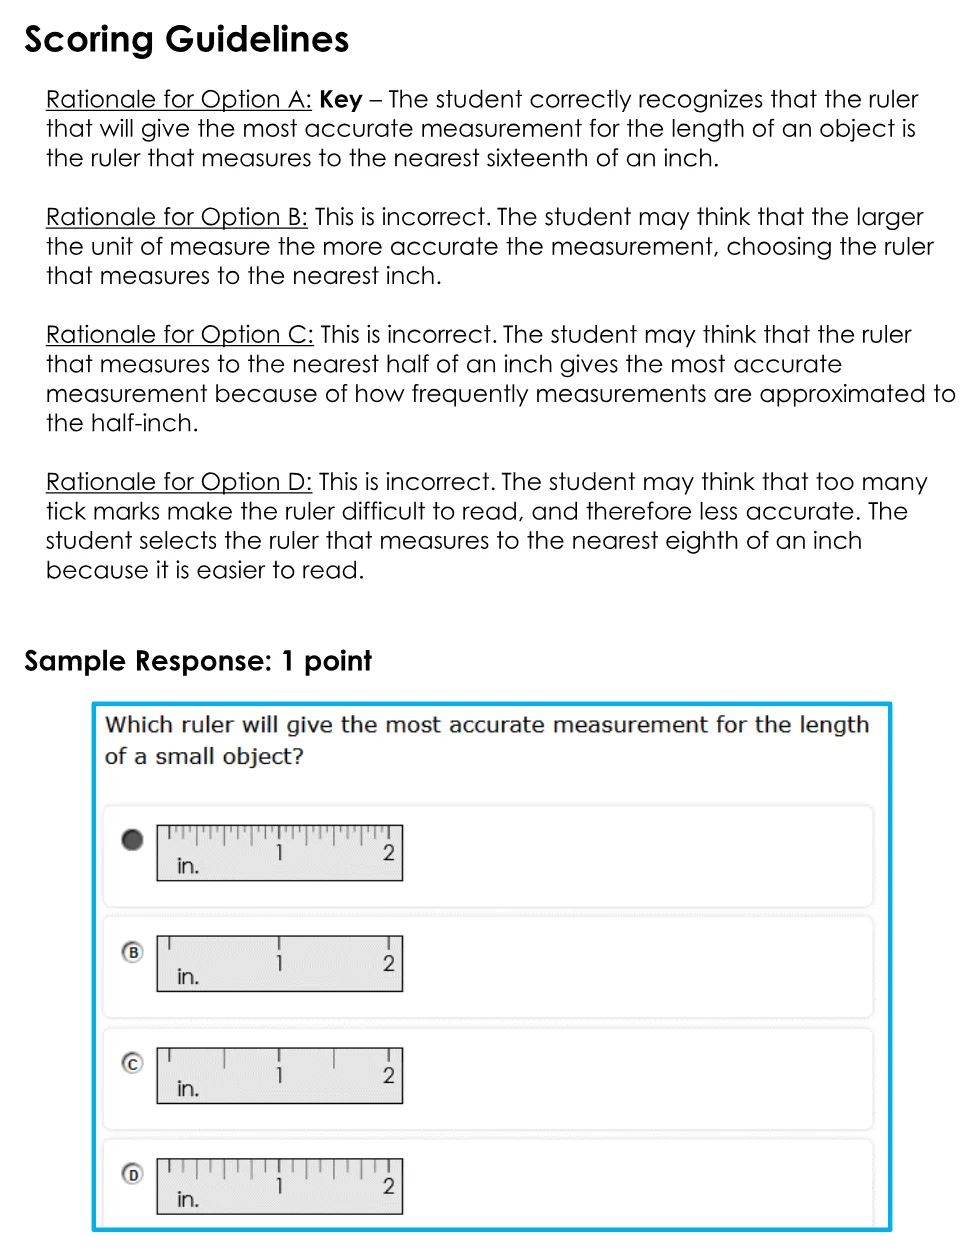 Scoring Guidelines
Rationale for Option A: Key – The student correctly recognizes that the ruler
that will give the most accurate measurement for the length of an object is
the ruler that measures to the nearest sixteenth of an inch.
Rationale for Option B: This is incorrect. The student may think that the larger
the unit of measure the more accurate the measurement, choosing the ruler
that measures to the nearest inch.
Rationale for Option C: This is incorrect. The student may think that the ruler
that measures to the nearest half of an inch gives the most accurate
measurement because of how frequently measurements are approximated to
the half-inch.
Rationale for Option D: This is incorrect. The student may think that too many
tick marks make the ruler difficult to read, and therefore less accurate. The
student selects the ruler that measures to the nearest eighth of an inch
because it is easier to read.
Sample Response: 1 point
Which ruler will give the most accurate measurement for the length
of a small object?
1 2
in.
B
1 2
in.
C
1 2
in.
D
1 2
in.